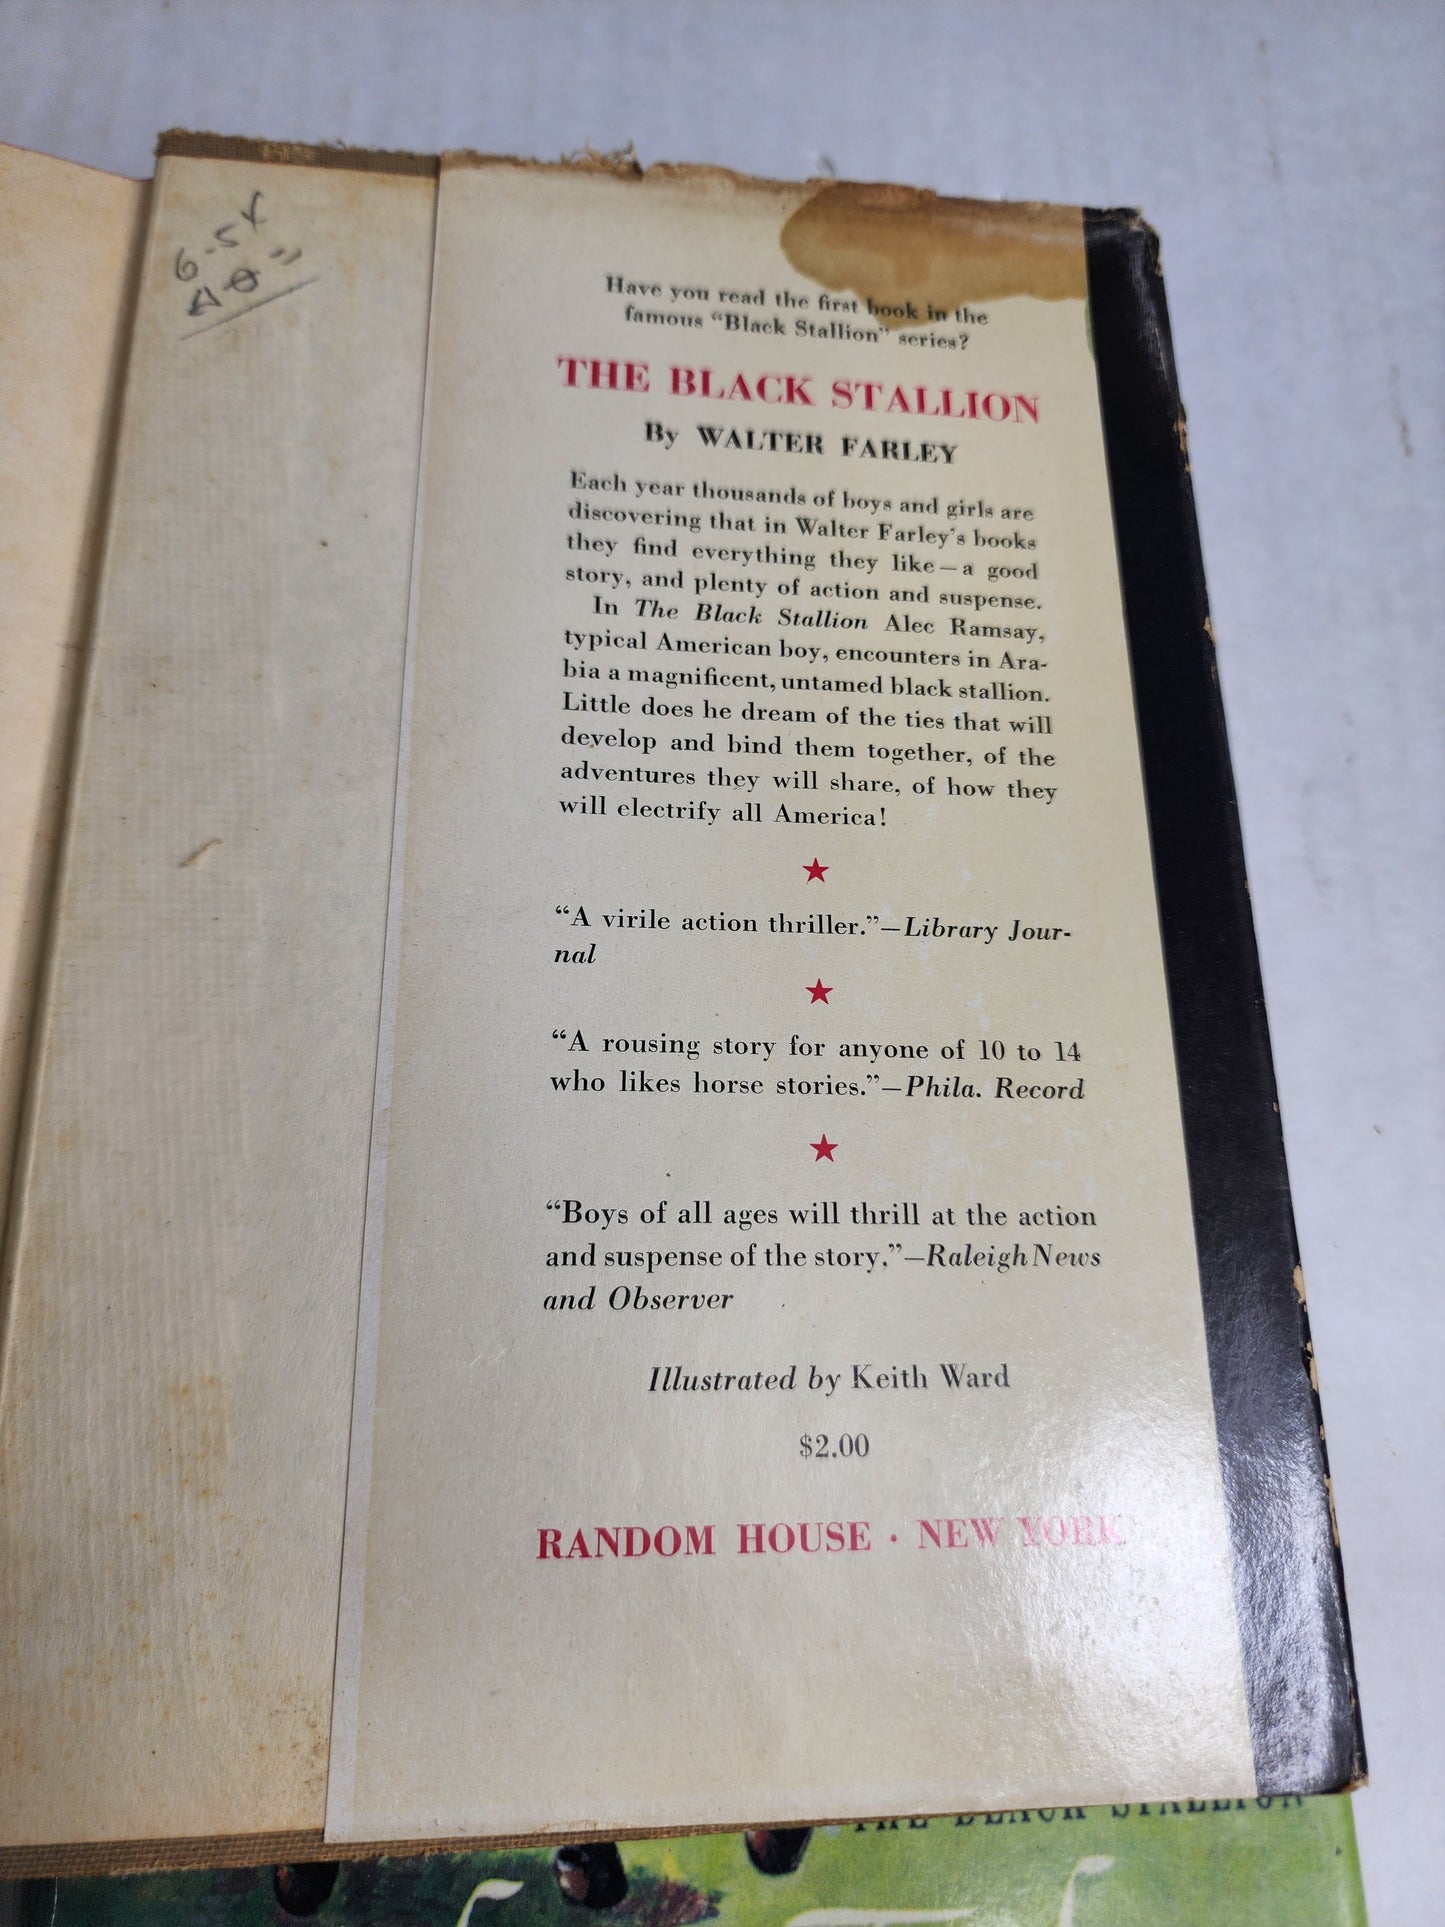 Have you read the first book in the
famous “Black Stallion” series?
THE BLACK STALLION
By WALTER FARLEY
Each year thousands of boys and girls are
discovering that in Walter Farley's books
they find everything they like—a good
story, and plenty of action and suspense.
In The Black Stallion Alec Ramsay,
typical American boy, encounters in Ara-
bia a magnificent, untamed black stallion.
Little does he dream of the ties that will
develop and bind them together, of the
adventures they will share, of how they
will electrify all America!
“A virile action thriller.”—Library Jour-
nal
“A rousing story for anyone of 10 to 14
who likes horse stories.”—Phila. Record
“Boys of all ages will thrill at the action
and suspense of the story.”—Raleigh News
and Observer
Illustrated by Keith Ward
$2.00
RANDOM HOUSE · NEW YORK
THE BLACK STALLION